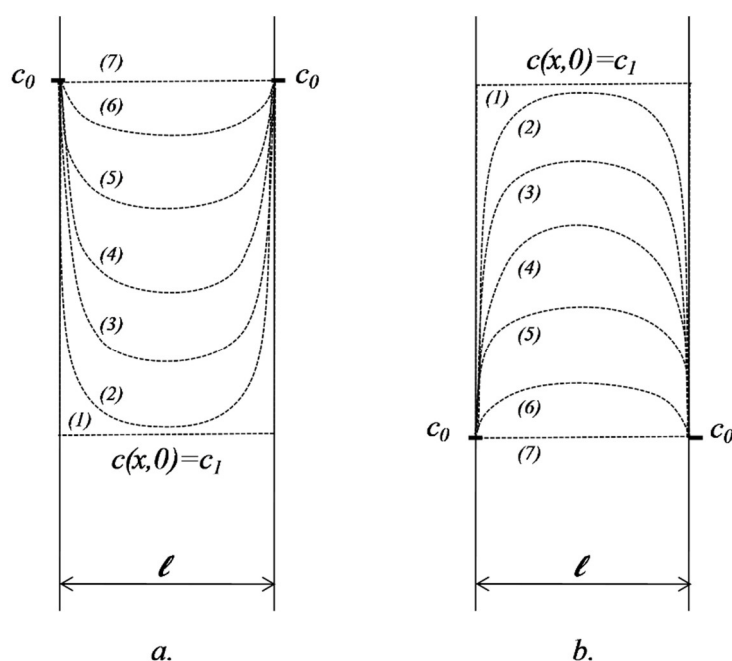 c0 (7) c0
(6)
(5)
(4)
(3)
(2)
(1)
c(x,0)=c1
ℓ
a.
c(x,0)=c1
(1)
(2)
(3)
(4)
(5)
(6)
c0 c0
(7)
ℓ
b.